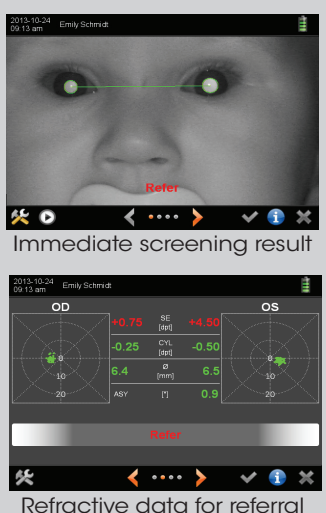 2013-10-24
09:13 am Emily Schmidt
Refer
Immediate screening result
2013-10-24
09:13 am Emily Schmidt
OD OS
+0.75 SE [dpt] +4.50
-0.25 CYL [dpt] -0.50
6.4 Ø [mm] 6.5
ASY [°] 0.9
8 10 20
8 10 20
Refer
Refractive data for referral